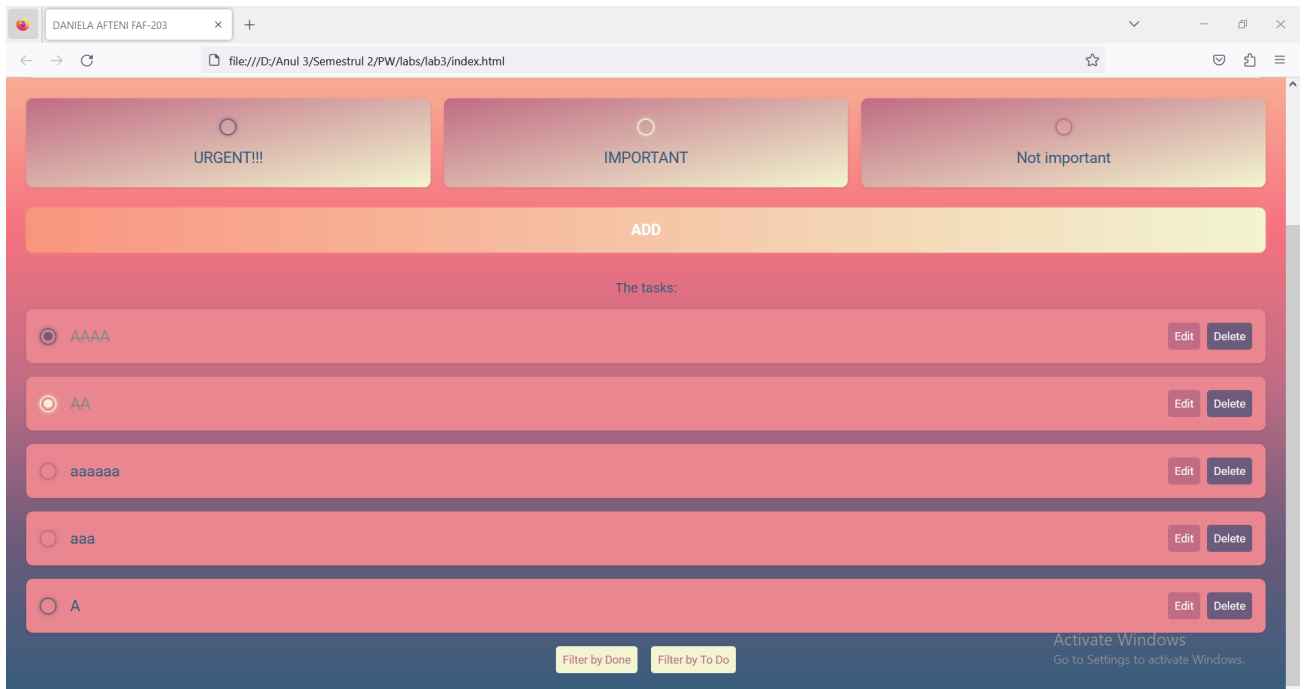 DANIELA AFTENI FAF-203
file:///D:/Anul 3/Semestrul 2/PW/labs/lab3/index.html
URGENT!!! IMPORTANT Not important
ADD
The tasks:
AAAA Edit Delete
AA Edit Delete
aaaaaa Edit Delete
aaa Edit Delete
A Edit Delete
Activate Windows
Filter by Done Filter by To Do Go to Settings to activate Windows.